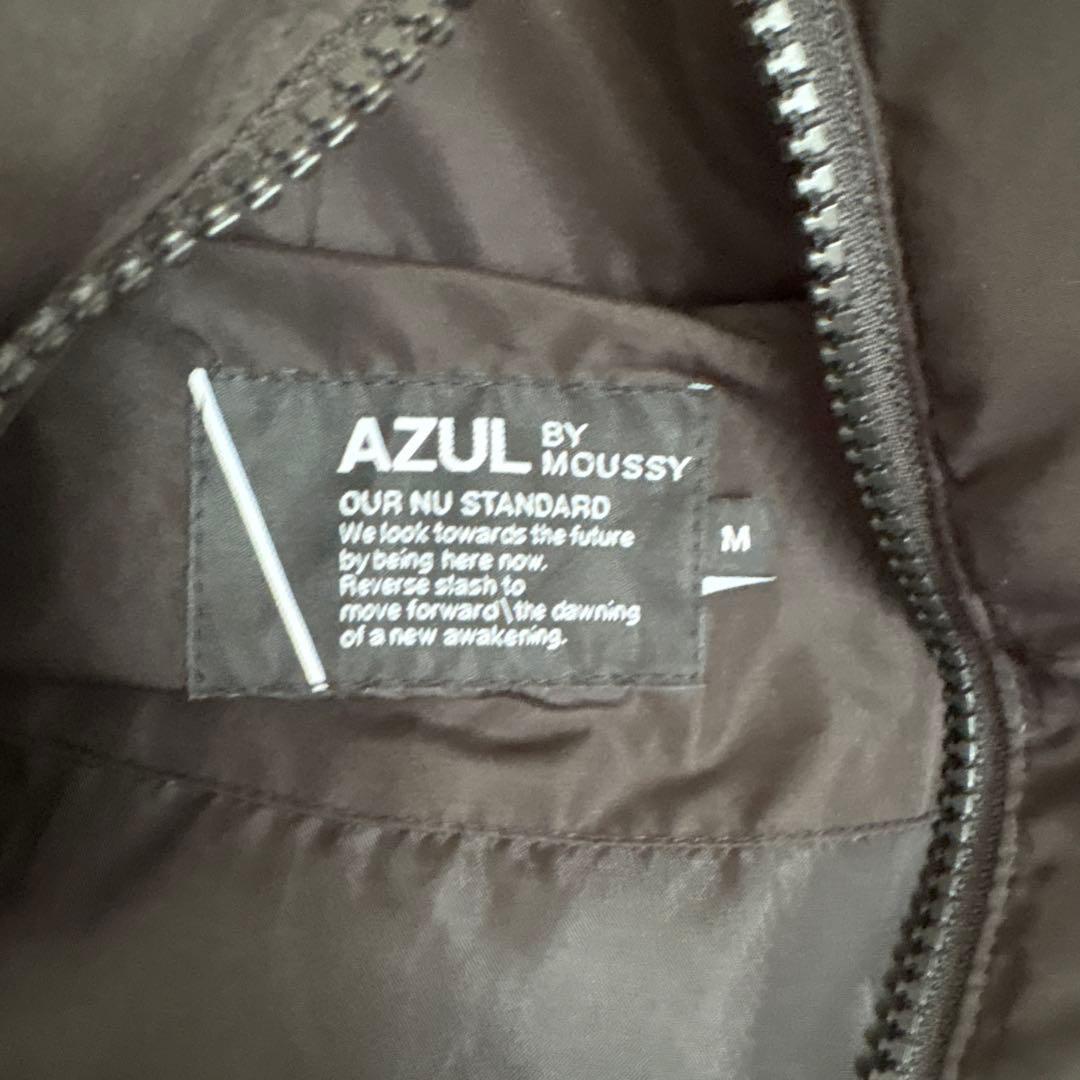 AZUL BY MOUSSY
OUR NU STANDARD
We look towards the future
by being here now.
Reverse slash to
move forward\the dawning
of a new awakening.
M